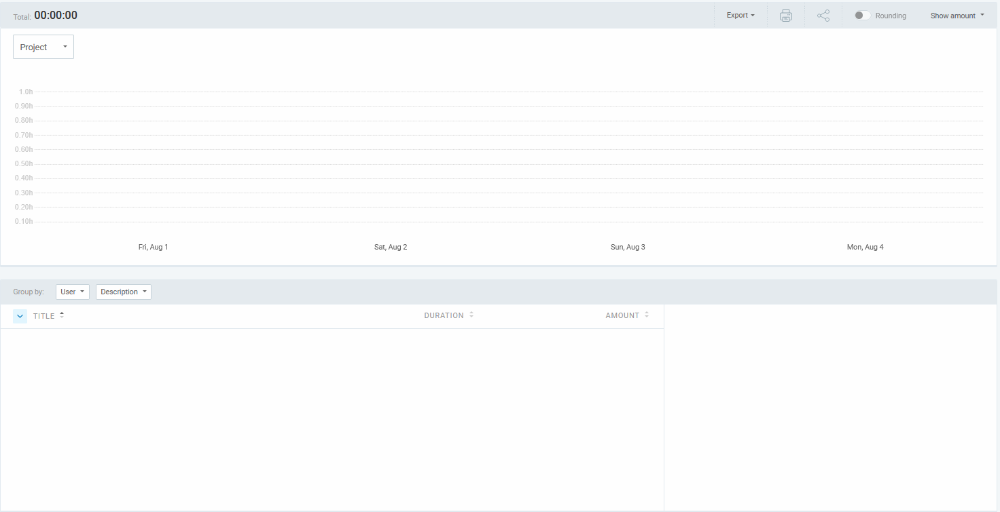 Total: 00:00:00 Export Rounding Show amount
Project
1.0h
0.90h
0.80h
0.70h
0.60h
0.50h
0.40h
0.30h
0.20h
0.10h
Fri, Aug 1 Sat, Aug 2 Sun, Aug 3 Mon, Aug 4
Group by: User Description
TITLE DURATION AMOUNT